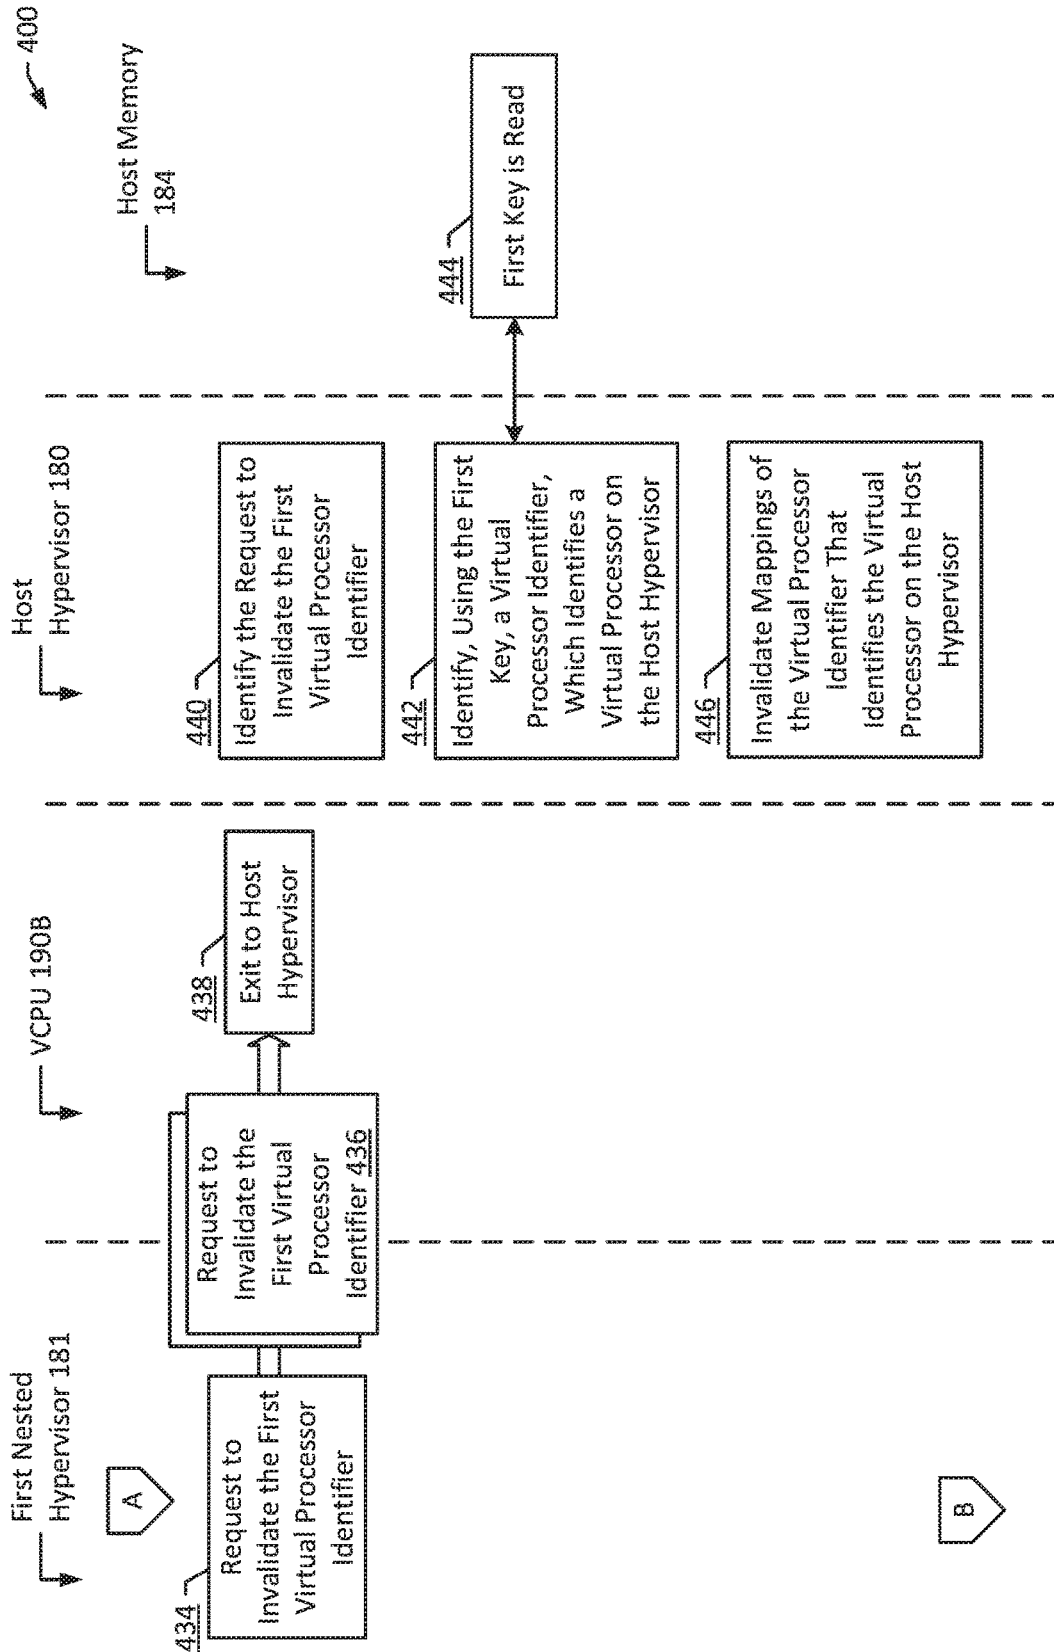 400
First Nested
Hypervisor 181
VCPU 190B
Host
Hypervisor 180
Host Memory
184
A
434
Request to
Invalidate the First
Virtual Processor
Identifier
Request to
Invalidate the
First Virtual
Processor
Identifier 436
438
Exit to Host
Hypervisor
440
Identify the Request to
Invalidate the First
Virtual Processor
Identifier
442
Identify, Using the First
Key, a Virtual
Processor Identifier,
Which Identifies a
Virtual Processor on
the Host Hypervisor
444
First Key is Read
446
Invalidate Mappings of
the Virtual Processor
Identifier That
Identifies the Virtual
Processor on the Host
Hypervisor
B